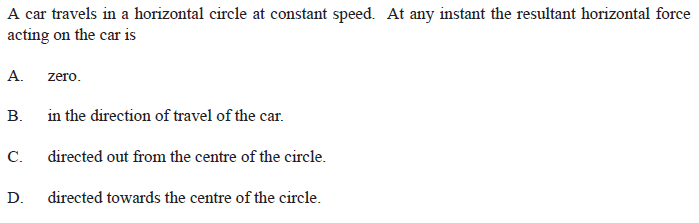 A car travels in a horizontal circle at constant speed. At any instant the resultant horizontal force
acting on the car is
A. zero.
B. in the direction of travel of the car.
C. directed out from the centre of the circle.
D. directed towards the centre of the circle.